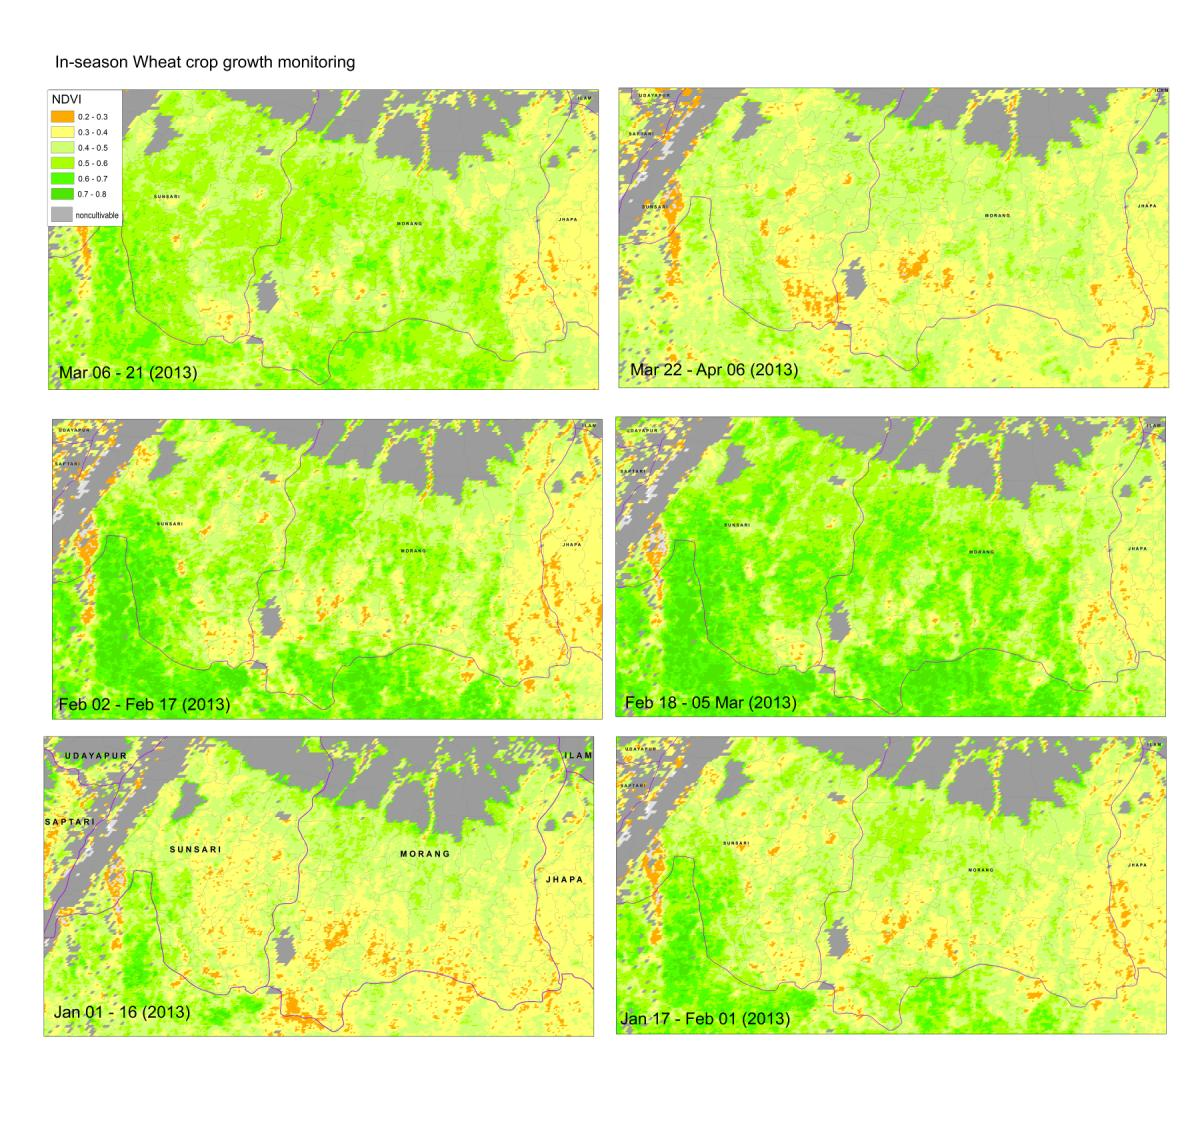 In-season Wheat crop growth monitoring
NDVI
0.2 - 0.3
0.3 - 0.4
0.4 - 0.5
0.5 - 0.6
0.6 - 0.7
0.7 - 0.8
noncultivable
ILAM
SUNSARI
MORANG
JHAPA
Mar 06 - 21 (2013)
UDAYAPUR
ILAM
SAPTARI
SUNSARI
MORANG
JHAPA
Mar 22 - Apr 06 (2013)
UDAYAPUR
ILAM
SAPTARI
SUNSARI
MORANG
JHAPA
Feb 02 - Feb 17 (2013)
UDAYAPUR
ILAM
SAPTARI
SUNSARI
MORANG
JHAPA
Feb 18 - 05 Mar (2013)
UDAYAPUR
ILAM
SAPTARI
SUNSARI
MORANG
JHAPA
Jan 01 - 16 (2013)
UDAYAPUR
ILAM
SAPTARI
SUNSARI
MORANG
JHAPA
Jan 17 - Feb 01 (2013)